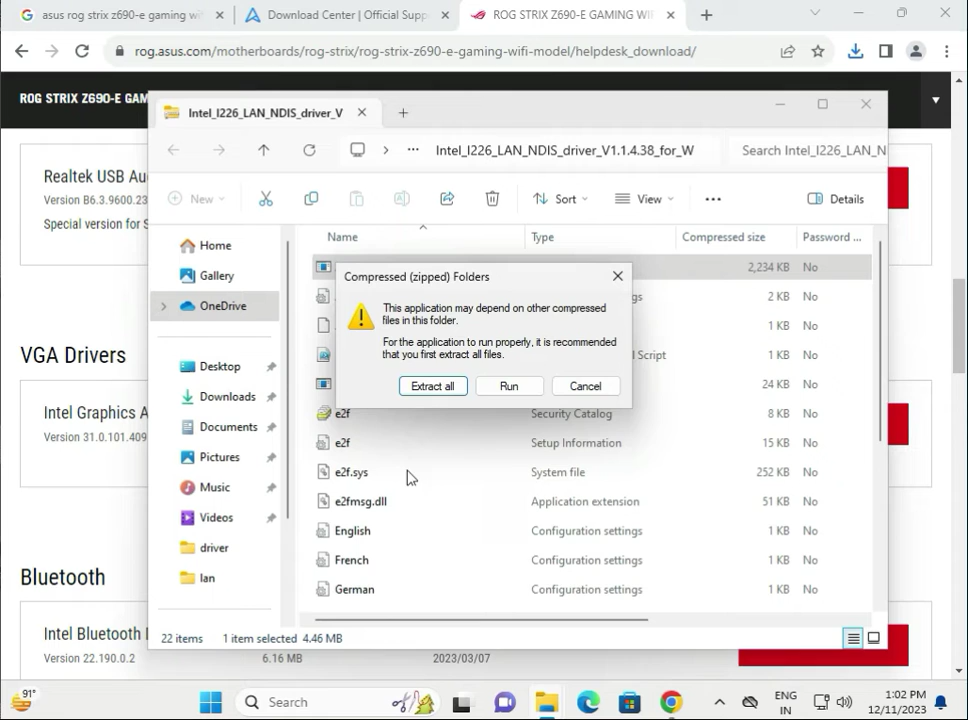 asus rog strix z690-e gaming wi
Download Center | Official Supp
ROG STRIX Z690-E GAMING WI
rog.asus.com/motherboards/rog-strix/rog-strix-z690-e-gaming-wifi-model/helpdesk_download/
ROG STRIX Z690-E GAM
Intel_I226_LAN_NDIS_driver_V
Intel_I226_LAN_NDIS_driver_V1.1.4.38_for_W
Search Intel_I226_LAN_N
New
Sort
View
Details
Realtek USB Au
Version B6.3.9600.23
Special version for S
Home
Gallery
OneDrive
Desktop
Downloads
Documents
Pictures
Music
Videos
driver
lan
Name
Type
Compressed size
Password ...
2,234 KB
No
gs
2 KB
No
1 KB
No
l Script
1 KB
No
24 KB
No
e2f
Security Catalog
8 KB
No
e2f
Setup Information
15 KB
No
e2f.sys
System file
252 KB
No
e2fmsg.dll
Application extension
51 KB
No
English
Configuration settings
1 KB
No
French
Configuration settings
1 KB
No
German
Configuration settings
1 KB
No
Compressed (zipped) Folders
This application may depend on other compressed
files in this folder.
For the application to run properly, it is recommended
that you first extract all files.
Extract all
Run
Cancel
22 items
1 item selected 4.46 MB
VGA Drivers
Intel Graphics A
Version 31.0.101.409
Bluetooth
Intel Bluetooth
Version 22.190.0.2
6.16 MB
2023/03/07
91°
Search
ENG
IN
1:02 PM
12/11/2023